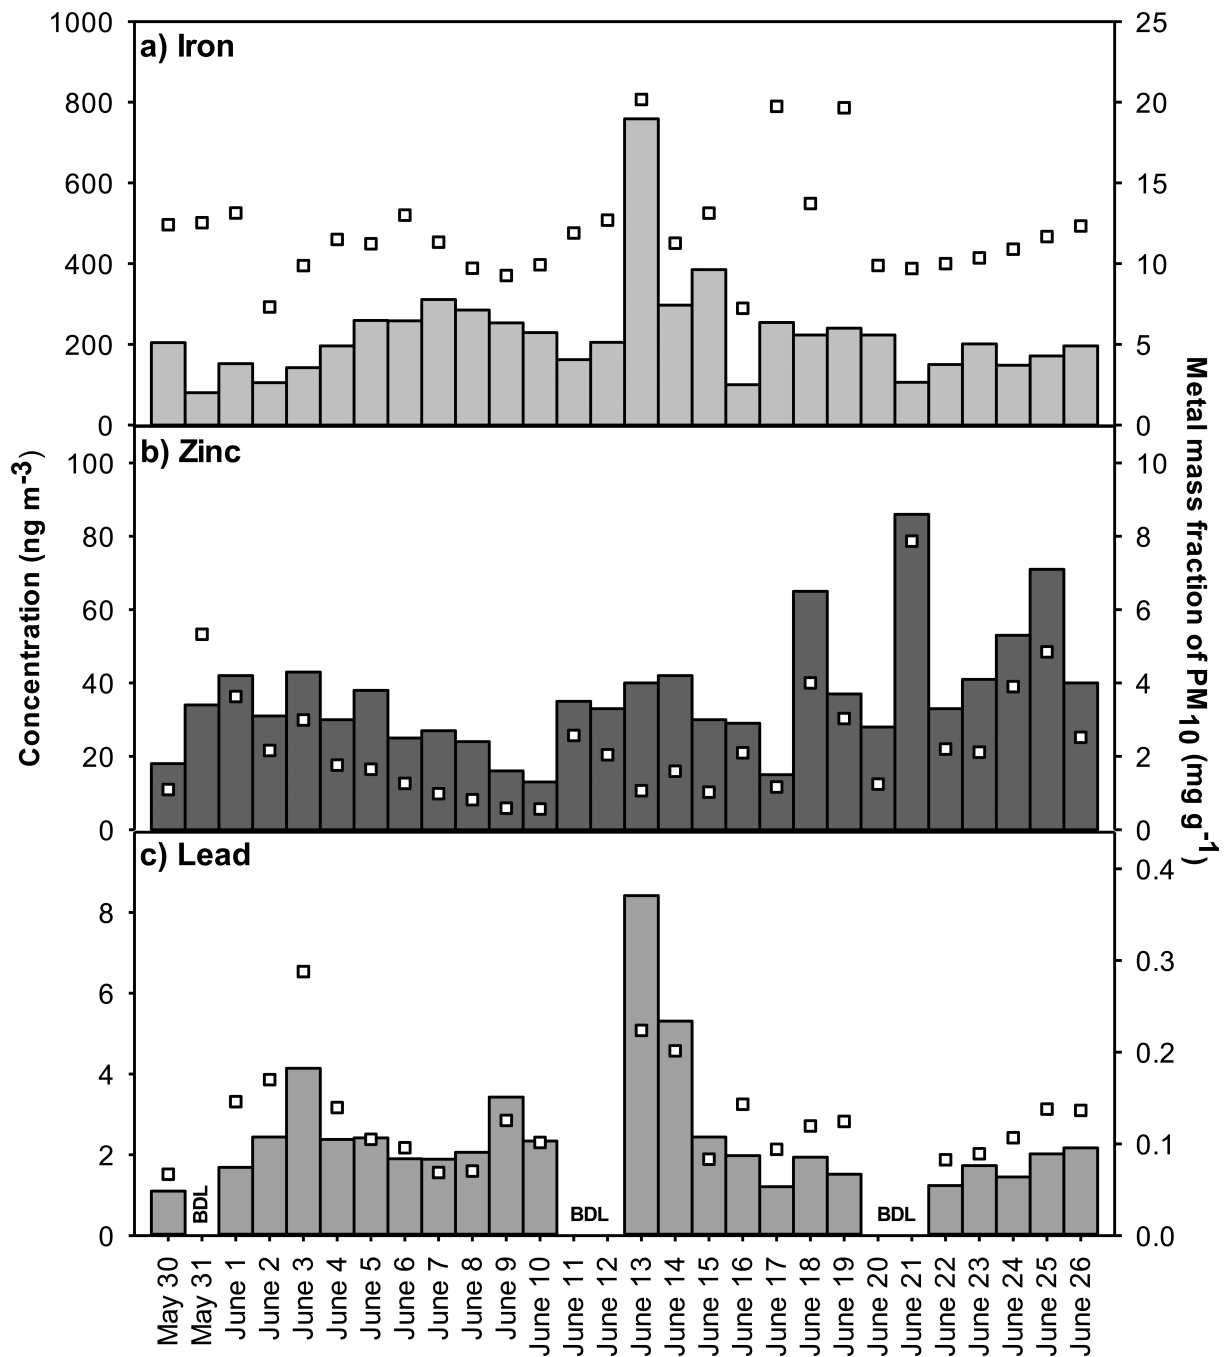 a) Iron
1000
800
600
400
200
0
25
20
15
10
5
0
b) Zinc
100
80
60
40
20
0
10
8
6
4
2
0
c) Lead
8
6
4
2
0
0.4
0.3
0.2
0.1
0.0
BDL
BDL
BDL
Concentration (ng m-3)
Metal mass fraction of PM10 (mg g-1)
May 30
May 31
June 1
June 2
June 3
June 4
June 5
June 6
June 7
June 8
June 9
June 10
June 11
June 12
June 13
June 14
June 15
June 16
June 17
June 18
June 19
June 20
June 21
June 22
June 23
June 24
June 25
June 26